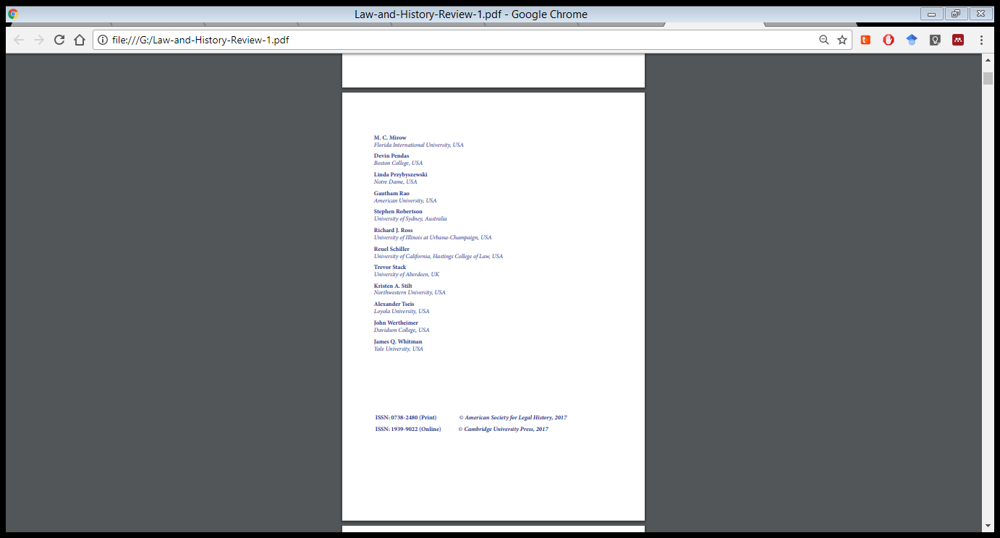 Law-and-History-Review-1.pdf - Google Chrome
file:///G:/Law-and-History-Review-1.pdf
M. C. Mirow
Florida International University, USA
Devin Pendas
Boston College, USA
Linda Przybyszewski
Notre Dame, USA
Gautham Rao
American University, USA
Stephen Robertson
University of Sydney, Australia
Richard J. Ross
University of Illinois at Urbana-Champaign, USA
Reuel Schiller
University of California, Hastings College of Law, USA
Trevor Stack
University of Aberdeen, UK
Kristen A. Stilt
Northwestern University, USA
Alexander Tseis
Loyola University, USA
John Wertheimer
Davidson College, USA
James Q. Whitman
Yale University, USA
ISSN: 0738-2480 (Print) © American Society for Legal History, 2017
ISSN: 1939-9022 (Online) © Cambridge University Press, 2017